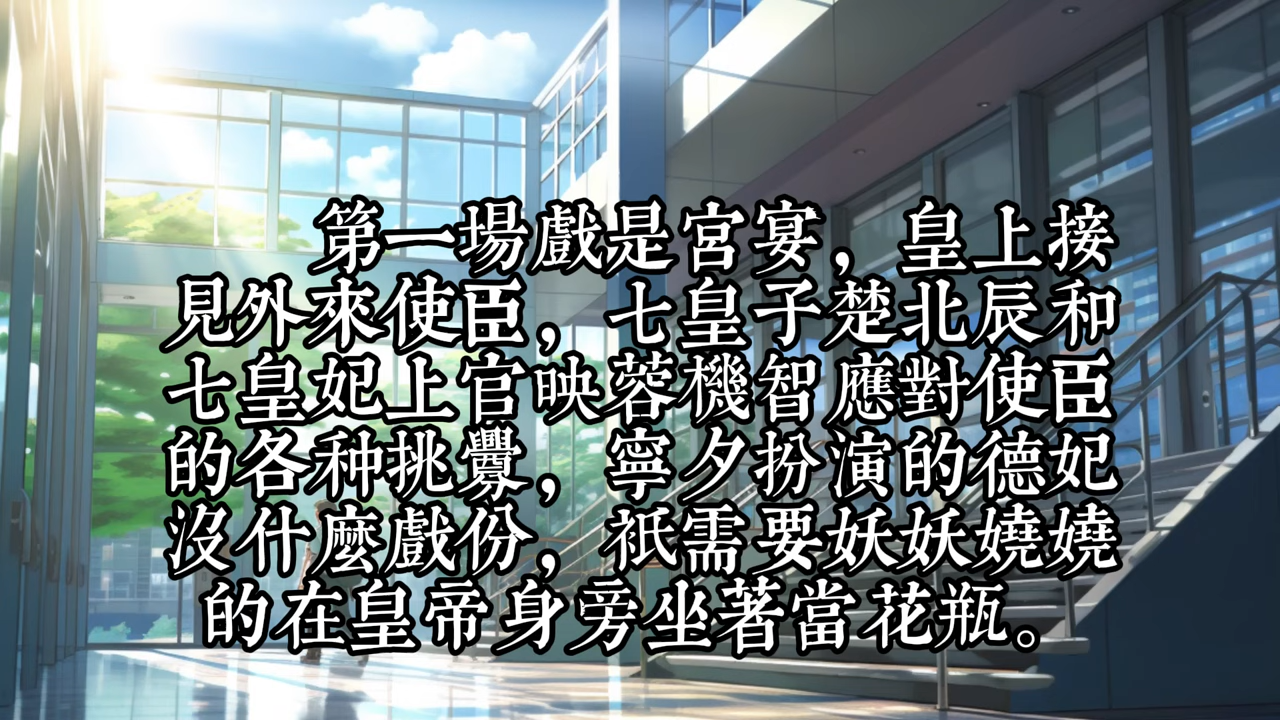 第一場戲是宮宴，皇上接
見外來使臣，七皇子楚北辰和
七皇妃上官映蓉機智應對使臣
的各种挑釁，寧夕扮演的德妃
沒什麼戲份，祇需要妖妖嬈嬈
的在皇帝身旁坐著當花瓶。